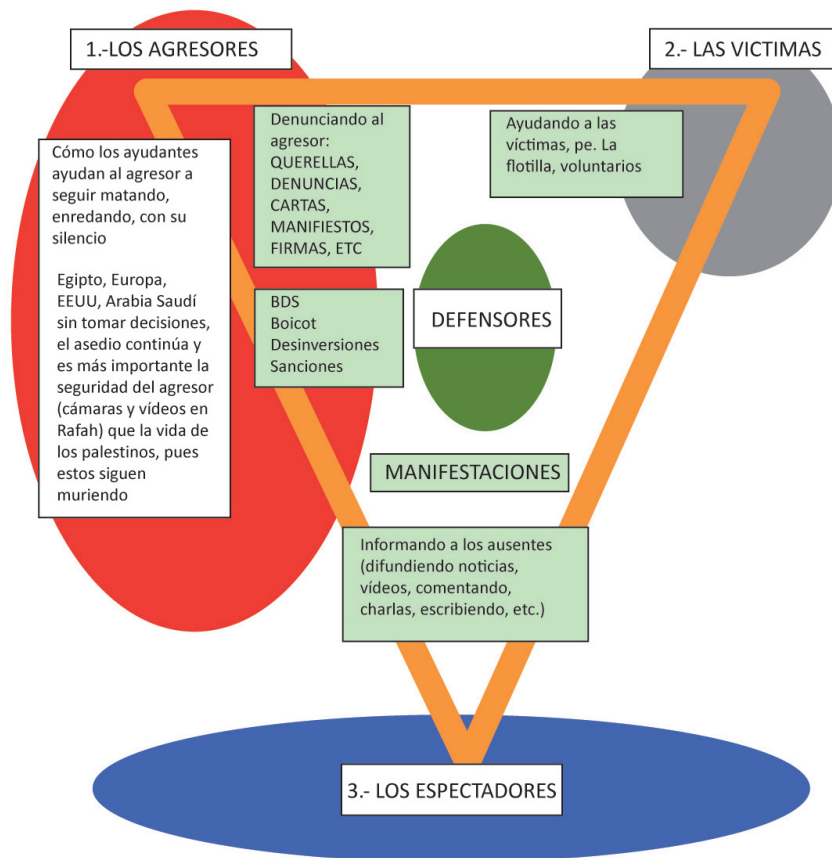 1.-LOS AGRESORES
2.- LAS VICTIMAS
Cómo los ayudantes
ayudan al agresor a
seguir matando,
enredando, con su
silencio
Egipto, Europa,
EEUU, Arabia Saudí
sin tomar decisiones,
el asedio continúa y
es más importante la
seguridad del agresor
(cámaras y vídeos en
Rafah) que la vida de
los palestinos, pues
estos siguen
muriendo
Denunciando al
agresor:
QUERELLAS,
DENUNCIAS,
CARTAS,
MANIFIESTOS,
FIRMAS, ETC
Ayudando a las
víctimas, pe. La
flotilla, voluntarios
BDS
Boicot
Desinversiones
Sanciones
DEFENSORES
MANIFESTACIONES
Informando a los ausentes
(difundiendo noticias,
vídeos, comentando,
charlas, escribiendo, etc.)
3.- LOS ESPECTADORES